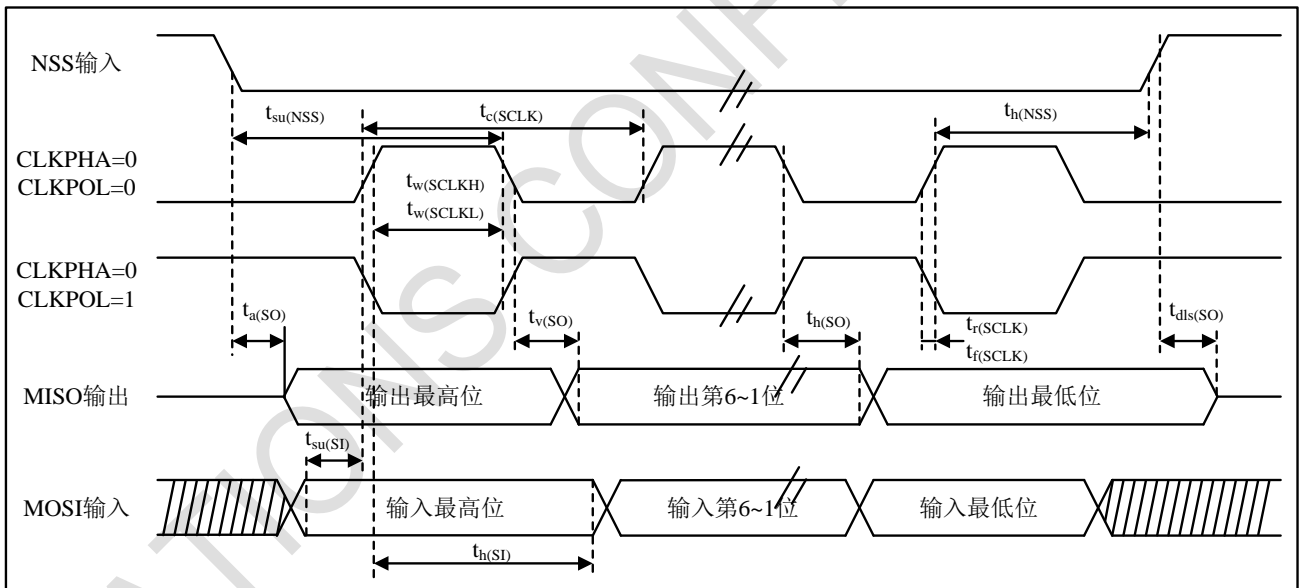 NSS输入
tsu(NSS)
tc(SCLK)
th(NSS)
CLKPHA=0
CLKPOL=0
tw(SCLKH)
tw(SCLKL)
CLKPHA=0
CLKPOL=1
ta(SO)
tv(SO)
th(SO)
tr(SCLK)
tf(SCLK)
tdls(SO)
MISO输出
输出最高位
输出第6~1位
输出最低位
tsu(SI)
MOSI输入
输入最高位
输入第6~1位
输入最低位
th(SI)